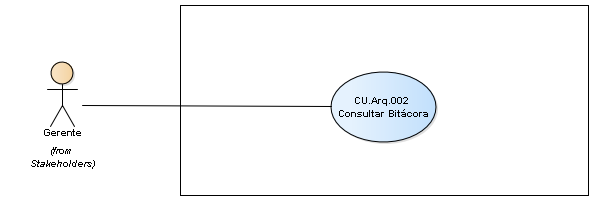 CU.Arq.002
Consultar Bitácora
Gerente
(from
Stakeholders)